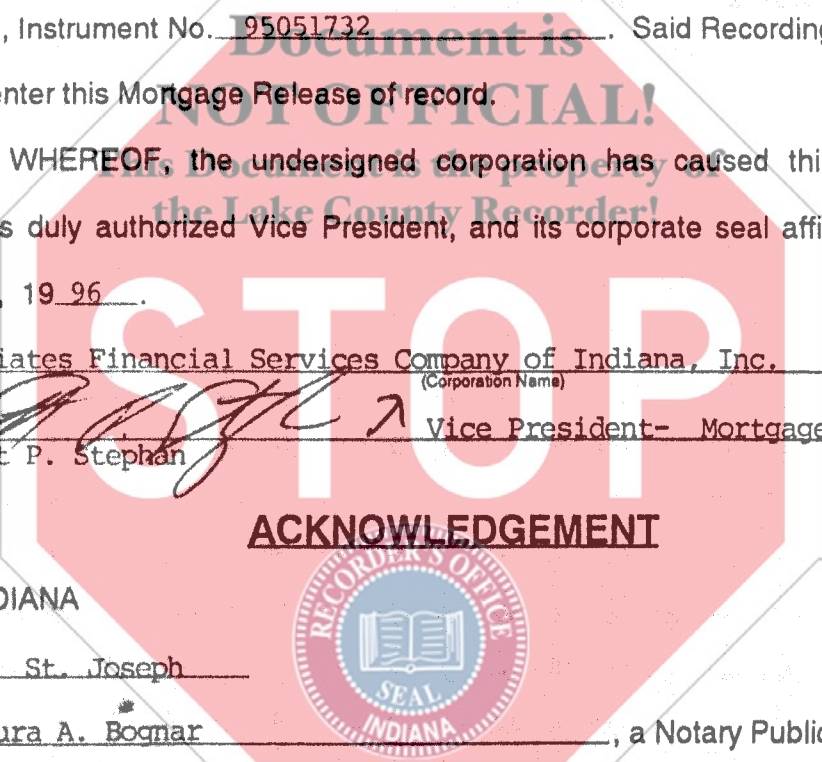 , Instrument No. 95051732. Said Recording
Document is
enter this Mortgage Release of record.
NOT OFFICIAL!
WHEREOF, the undersigned corporation has caused thi
This Document is the property of
the Lake County Recorder!
s duly authorized Vice President, and its corporate seal affi
, 19 96.
STOP
iates Financial Services Company of Indiana, Inc.
(Corporation Name)
Vice President- Mortgage
t P. Stephan
ACKNOWLEDGEMENT
RECORDER'S OFFICE
DIANA
St. Joseph
SEAL
INDIANA
ura A. Bognar, a Notary Public